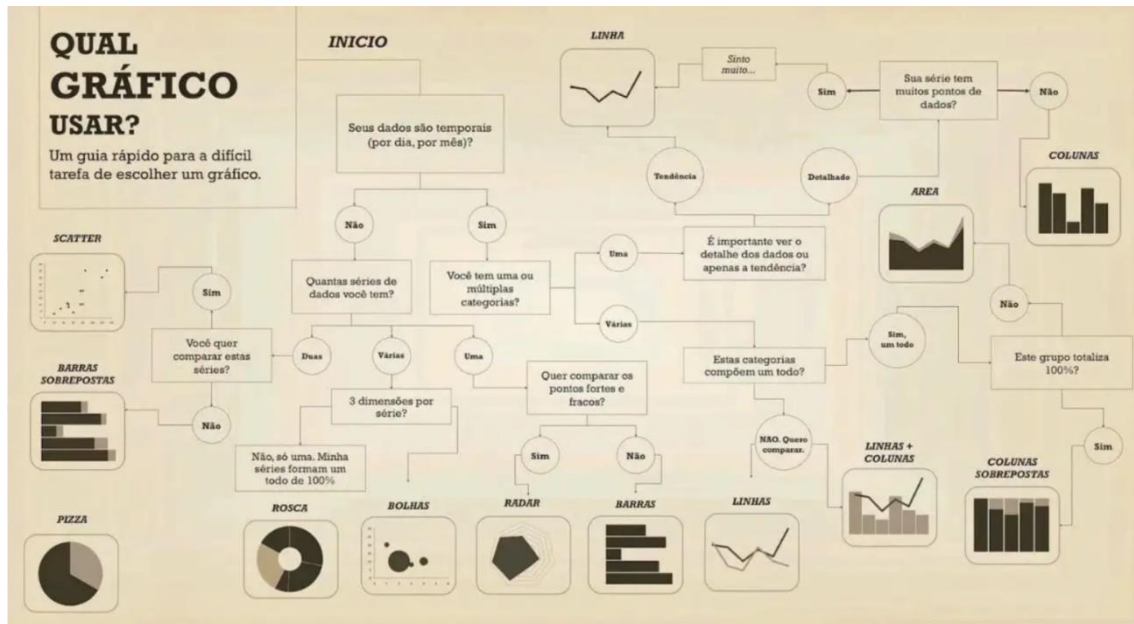 QUAL
GRÁFICO
USAR?
Um guia rápido para a difícil
tarefa de escolher um gráfico.
INICIO
Seus dados são temporais
(por dia, por mês)?
Não
Sim
Quantas séries de
dados você tem?
Você tem uma ou
múltiplas
categorias?
Uma
Várias
LINHA
Sinto
muito...
Sim
Sua série tem
muitos pontos de
dados?
Não
COLUNAS
Tendência
Detalhado
É importante ver o
detalhe dos dados ou
apenas a tendência?
AREA
Não
Sim,
um todo
Este grupo totaliza
100%?
Sim
Estas categorias
compõem um todo?
NAO. Quero
comparar.
SCATTER
Sim
Você quer
comparar estas
séries?
Não
BARRAS
SOBREPOSTAS
Duas
Várias
Uma
3 dimensões por
série?
Não, só uma. Minha
séries formam um
todo de 100%
Quer comparar os
pontos fortes e
fracos?
Sim
Não
PIZZA
ROSCA
BOLHAS
RADAR
BARRAS
LINHAS
LINHAS +
COLUNAS
COLUNAS
SOBREPOSTAS